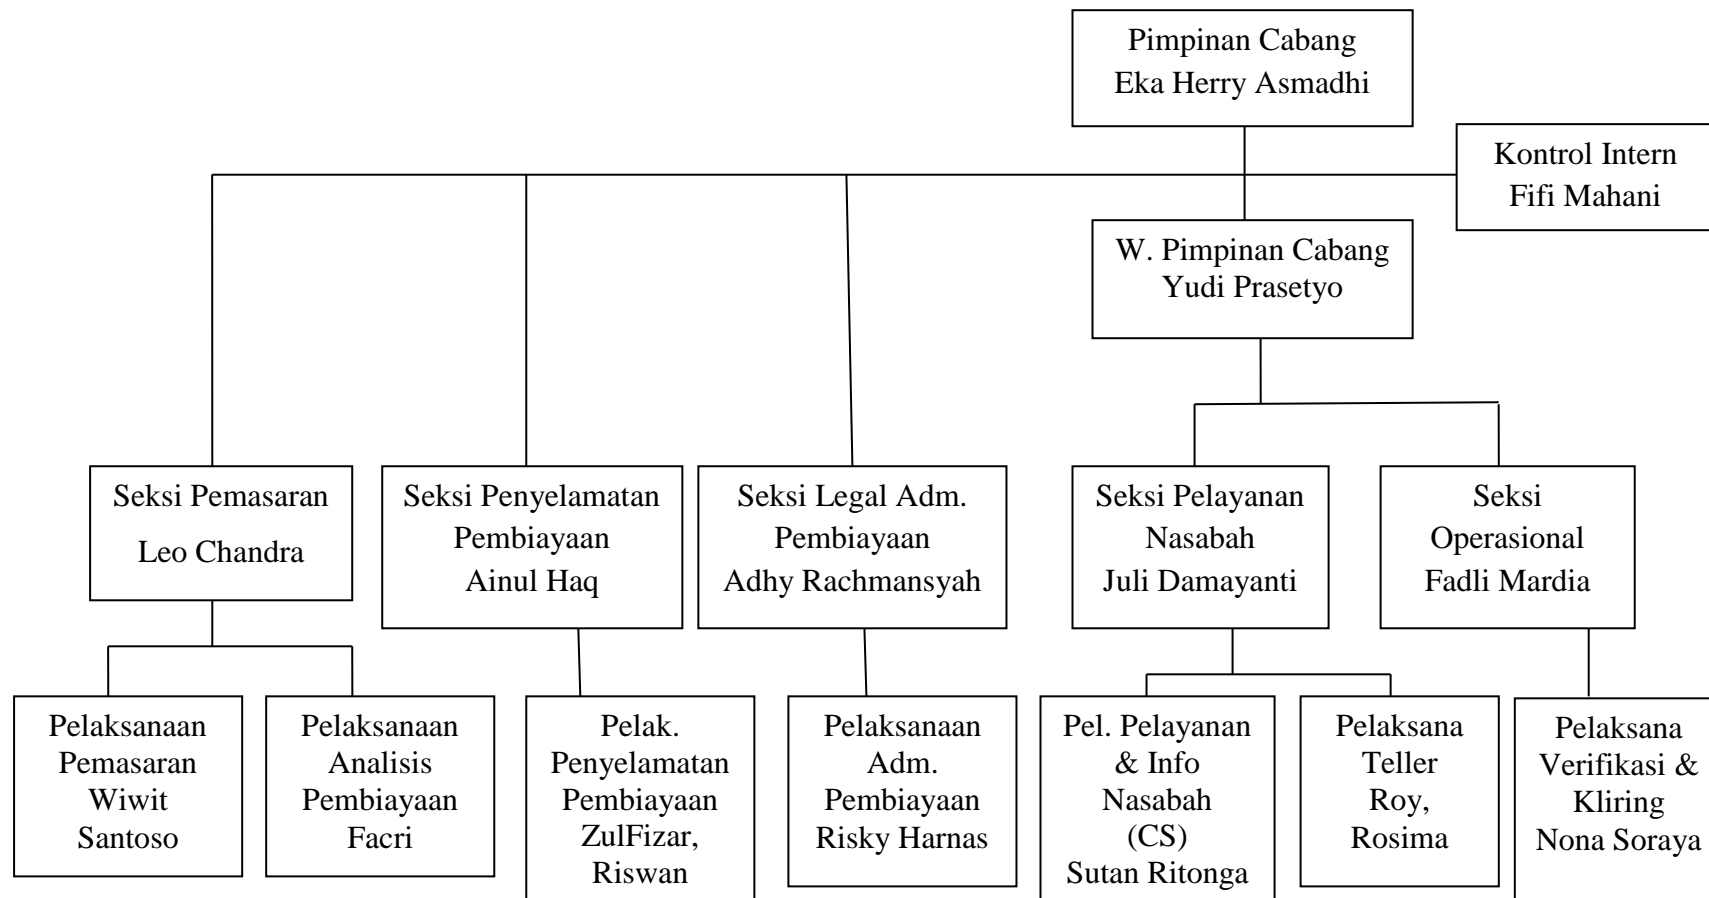 Pimpinan Cabang
Eka Herry Asmadhi
Kontrol Intern
Fifi Mahani
W. Pimpinan Cabang
Yudi Prasetyo
Seksi Pemasaran
Leo Chandra
Seksi Penyelamatan
Pembiayaan
Ainul Haq
Seksi Legal Adm.
Pembiayaan
Adhy Rachmansyah
Seksi Pelayanan
Nasabah
Juli Damayanti
Seksi
Operasional
Fadli Mardia
Pelaksanaan
Pemasaran
Wiwit
Santoso
Pelaksanaan
Analisis
Pembiayaan
Facri
Pelak.
Penyelamatan
Pembiayaan
ZulFizar,
Riswan
Pelaksanaan
Adm.
Pembiayaan
Risky Harnas
Pel. Pelayanan
& Info
Nasabah
(CS)
Sutan Ritonga
Pelaksana
Teller
Roy,
Rosima
Pelaksana
Verifikasi &
Kliring
Nona Soraya